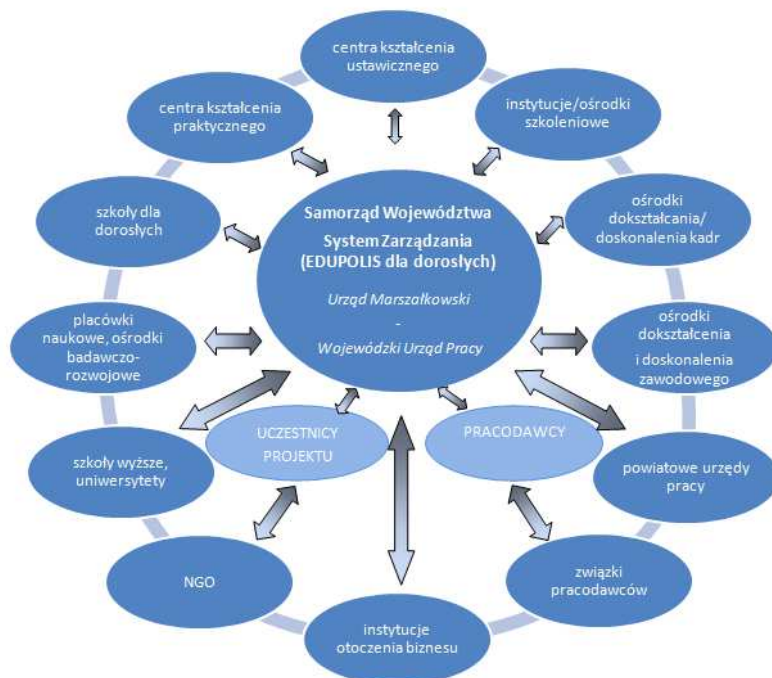 centra kształcenia
ustawicznego
centra kształcenia
praktycznego
instytucje/ośrodki
szkoleniowe
szkoły dla
dorosłych
Samorząd Województwa
System Zarządzania
(EDUPOLIS dla dorosłych)
Urząd Marszałkowski
-
Wojewódzki Urząd Pracy
ośrodki
dokształcania/
doskonalenia kadr
placówki
naukowe, ośrodki
badawczo-
rozwojowe
ośrodki
dokształcenia
i doskonalenia
zawodowego
UCZESTNICY
PROJEKTU
PRACODAWCY
szkoły wyższe,
uniwersytety
powiatowe urzędy
pracy
NGO
związki
pracodawców
instytucje
otoczenia biznesu